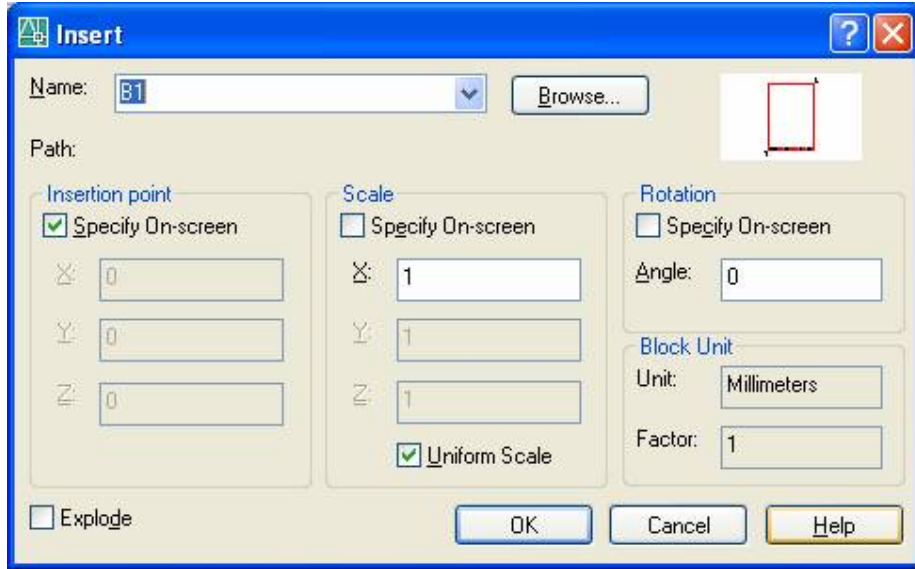 Insert
Name: B1 Browse...
Path:
Insertion point
Specify On-screen
X: 0
Y: 0
Z: 0
Scale
Specify On-screen
X: 1
Y: 1
Z: 1
Uniform Scale
Rotation
Specify On-screen
Angle: 0
Block Unit
Unit: Millimeters
Factor: 1
Explode
OK Cancel Help